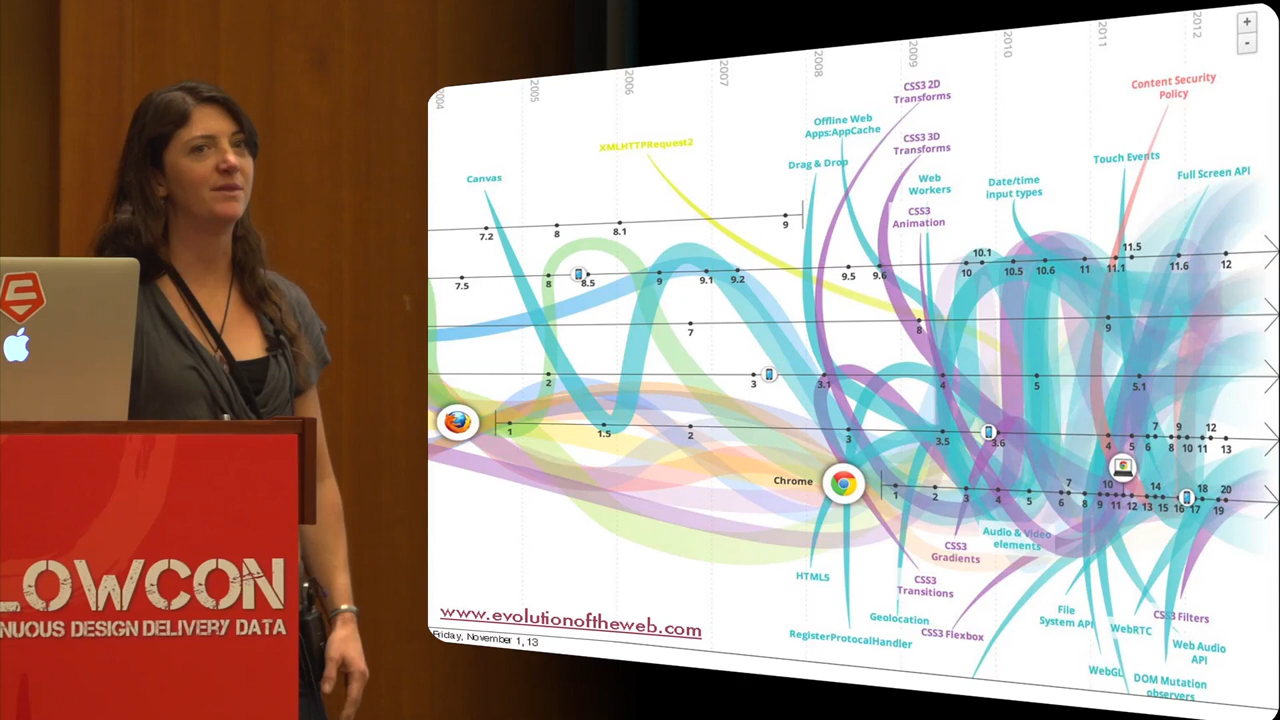 2004
2005
2006
2007
2008
2009
2010
2011
2012
+
-
CSS3 2D
Transforms
Content Security
Policy
Offline Web
Apps:AppCache
XMLHTTPRequest2
CSS3 3D
Transforms
Drag & Drop
Touch Events
Full Screen API
Canvas
Web
Workers
Date/time
input types
CSS3
Animation
7.2
8
8.1
9
7.5
8
8.5
9
9.1
9.2
9.5
9.6
10
10.1
10.5
10.6
11
11.1
11.5
11.6
12
7
8
9
2
3
3.1
4
5
5.1
1
1.5
2
3
3.5
3.6
4
5
6
7
8
9
10
11
12
13
Chrome
1
2
3
4
5
6
7
8
9
10
11
12
13
14
15
16
17
18
19
20
Audio & Video
elements
CSS3
Gradients
HTML5
CSS3
Transitions
File
System API
CSS3 Filters
Geolocation
WebRTC
CSS3 Flexbox
RegisterProtocalHandler
Web Audio
API
WebGL
DOM Mutation
observers
www.evolutionoftheweb.com
Friday, November 1, 13
LOWCON
NUOUS DESIGN DELIVERY DATA